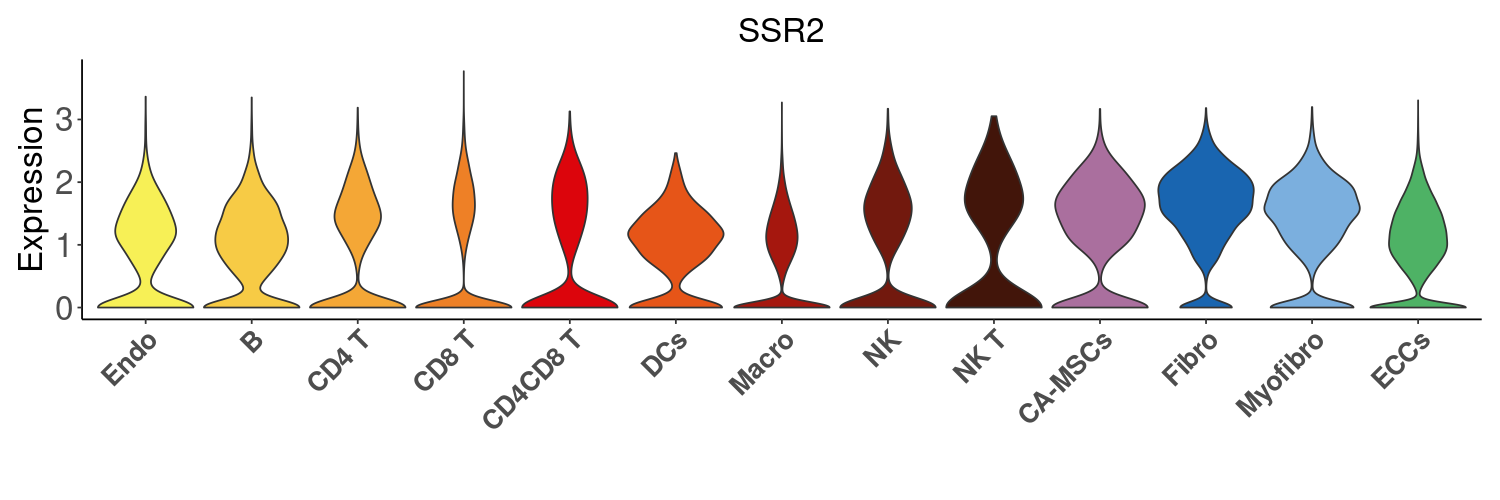 SSR2
Expression
3
2
1
0
Endo
B
CD4 T
CD8 T
CD4CD8 T
DCs
Macro
NK
NK T
CA-MSCs
Fibro
Myofibro
ECCs